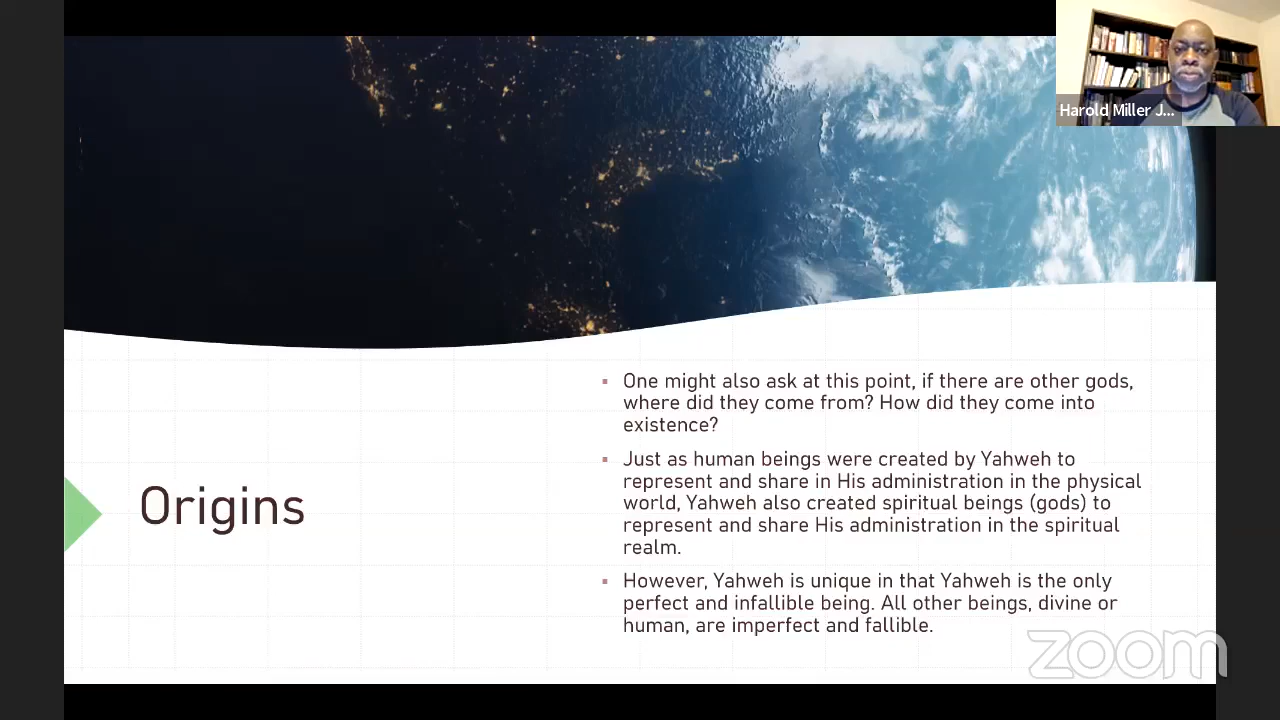 Harold Miller J...
One might also ask at this point, if there are other gods,
where did they come from? How did they come into
existence?
Just as human beings were created by Yahweh to
represent and share in His administration in the physical
world, Yahweh also created spiritual beings (gods) to
represent and share His administration in the spiritual
realm.
Origins
However, Yahweh is unique in that Yahweh is the only
perfect and infallible being. All other beings, divine or
human, are imperfect and fallible.
zoom